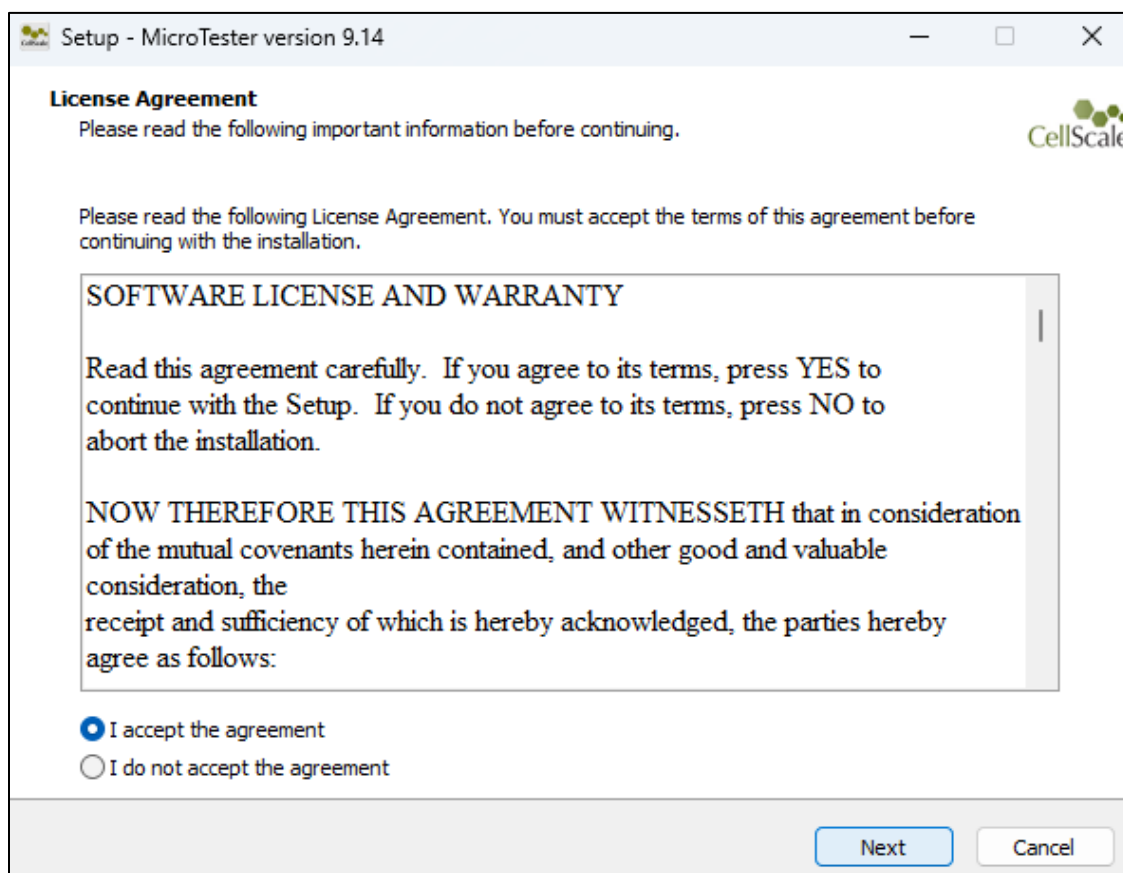 Setup - MicroTester version 9.14
License Agreement
Please read the following important information before continuing.
CellScale
Please read the following License Agreement. You must accept the terms of this agreement before
continuing with the installation.
SOFTWARE LICENSE AND WARRANTY
Read this agreement carefully.  If you agree to its terms, press YES to
continue with the Setup.  If you do not agree to its terms, press NO to
abort the installation.
NOW THEREFORE THIS AGREEMENT WITNESSETH that in consideration
of the mutual covenants herein contained, and other good and valuable
consideration, the
receipt and sufficiency of which is hereby acknowledged, the parties hereby
agree as follows:
I accept the agreement
I do not accept the agreement
Next
Cancel